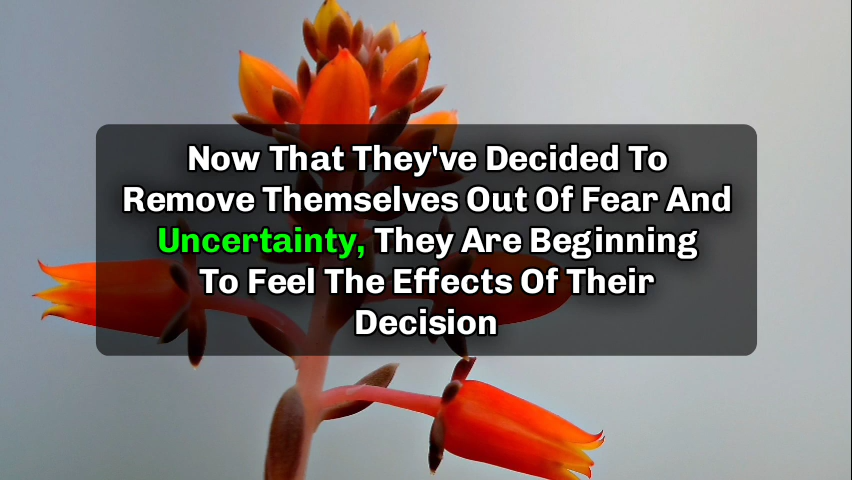 Now That They've Decided To
Remove Themselves Out Of Fear And
Uncertainty, They Are Beginning
To Feel The Effects Of Their
Decision